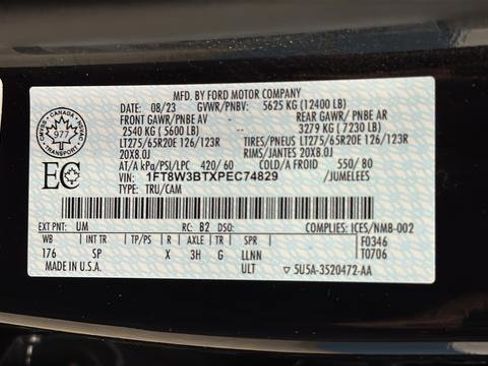 MFD. BY FORD MOTOR COMPANY
DATE: 08/23 GVWR/PNBV: 5625 KG (12400 LB)
FRONT GAWR/PNBE AV REAR GAWR/ PNBE AR
2540 KG ( 5600 LB) 3279 KG ( 7230 LB)
LT275/65R20E 126/123R TIRES/PNEUS LT275/65R20E 126/123R
20X8.0J RIMS/JANTES 20X8.0J
AT/A kPa/PSI/LPC 420/ 60 COLD/A FROID 550/ 80
VIN: 1FT8W3BTXPEC74829 /JUMELEES
TYPE: TRU/CAM
CANADA
977
TRANSPORT
EC
EXT PNT: UM RC: B2 DSO: COMPLIES: ICES/NMB-002
WB INT TR TP/PS R AXLE TR SPR F0346
176 SP X 3H G LLNN T0706
MADE IN U.S.A. ULT 5U5A-3520472-AA